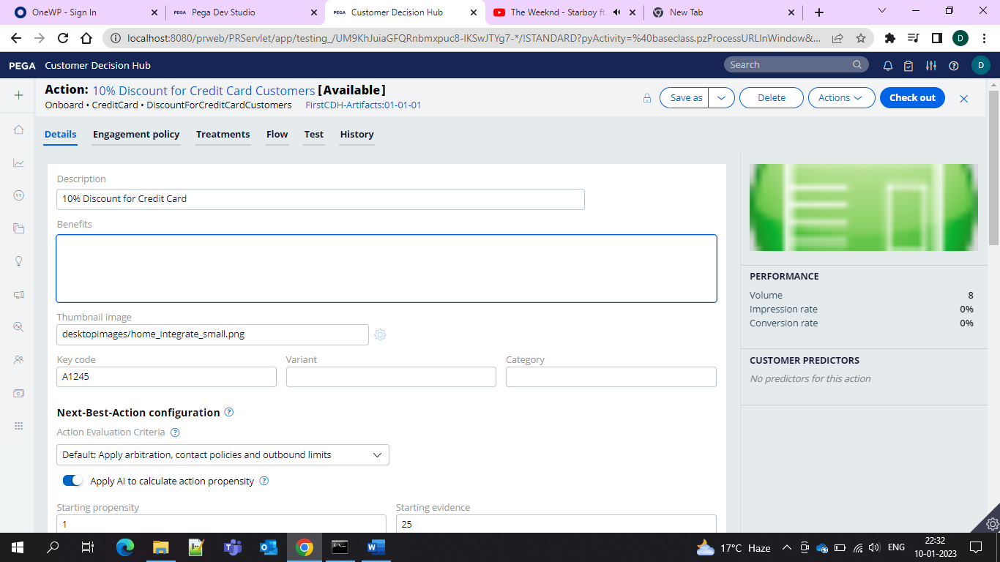 OneWP - Sign In
PEGA Pega Dev Studio
PEGA Customer Decision Hub
The Weeknd - Starboy ft.
New Tab
localhost:8080/prweb/PRServlet/app/testing_/UM9KhJuiaGFQRnbmxpuc8-IKSwJTYg7-*/!STANDARD?pyActivity=%40baseclass.pzProcessURLInWindow&...
D
PEGA Customer Decision Hub
Search
D
Action: 10% Discount for Credit Card Customers [Available]
Onboard • CreditCard • DiscountForCreditCardCustomers FirstCDH-Artifacts:01-01-01
Save as
Delete
Actions
Check out
Details Engagement policy Treatments Flow Test History
Description
10% Discount for Credit Card
Benefits
Thumbnail image
desktopimages/home_integrate_small.png
Key code Variant Category
A1245
Next-Best-Action configuration ?
Action Evaluation Criteria ?
Default: Apply arbitration, contact policies and outbound limits
Apply AI to calculate action propensity ?
Starting propensity Starting evidence
1 25
PERFORMANCE
Volume 8
Impression rate 0%
Conversion rate 0%
CUSTOMER PREDICTORS
No predictors for this action
17°C Haze
ENG
22:32
10-01-2023